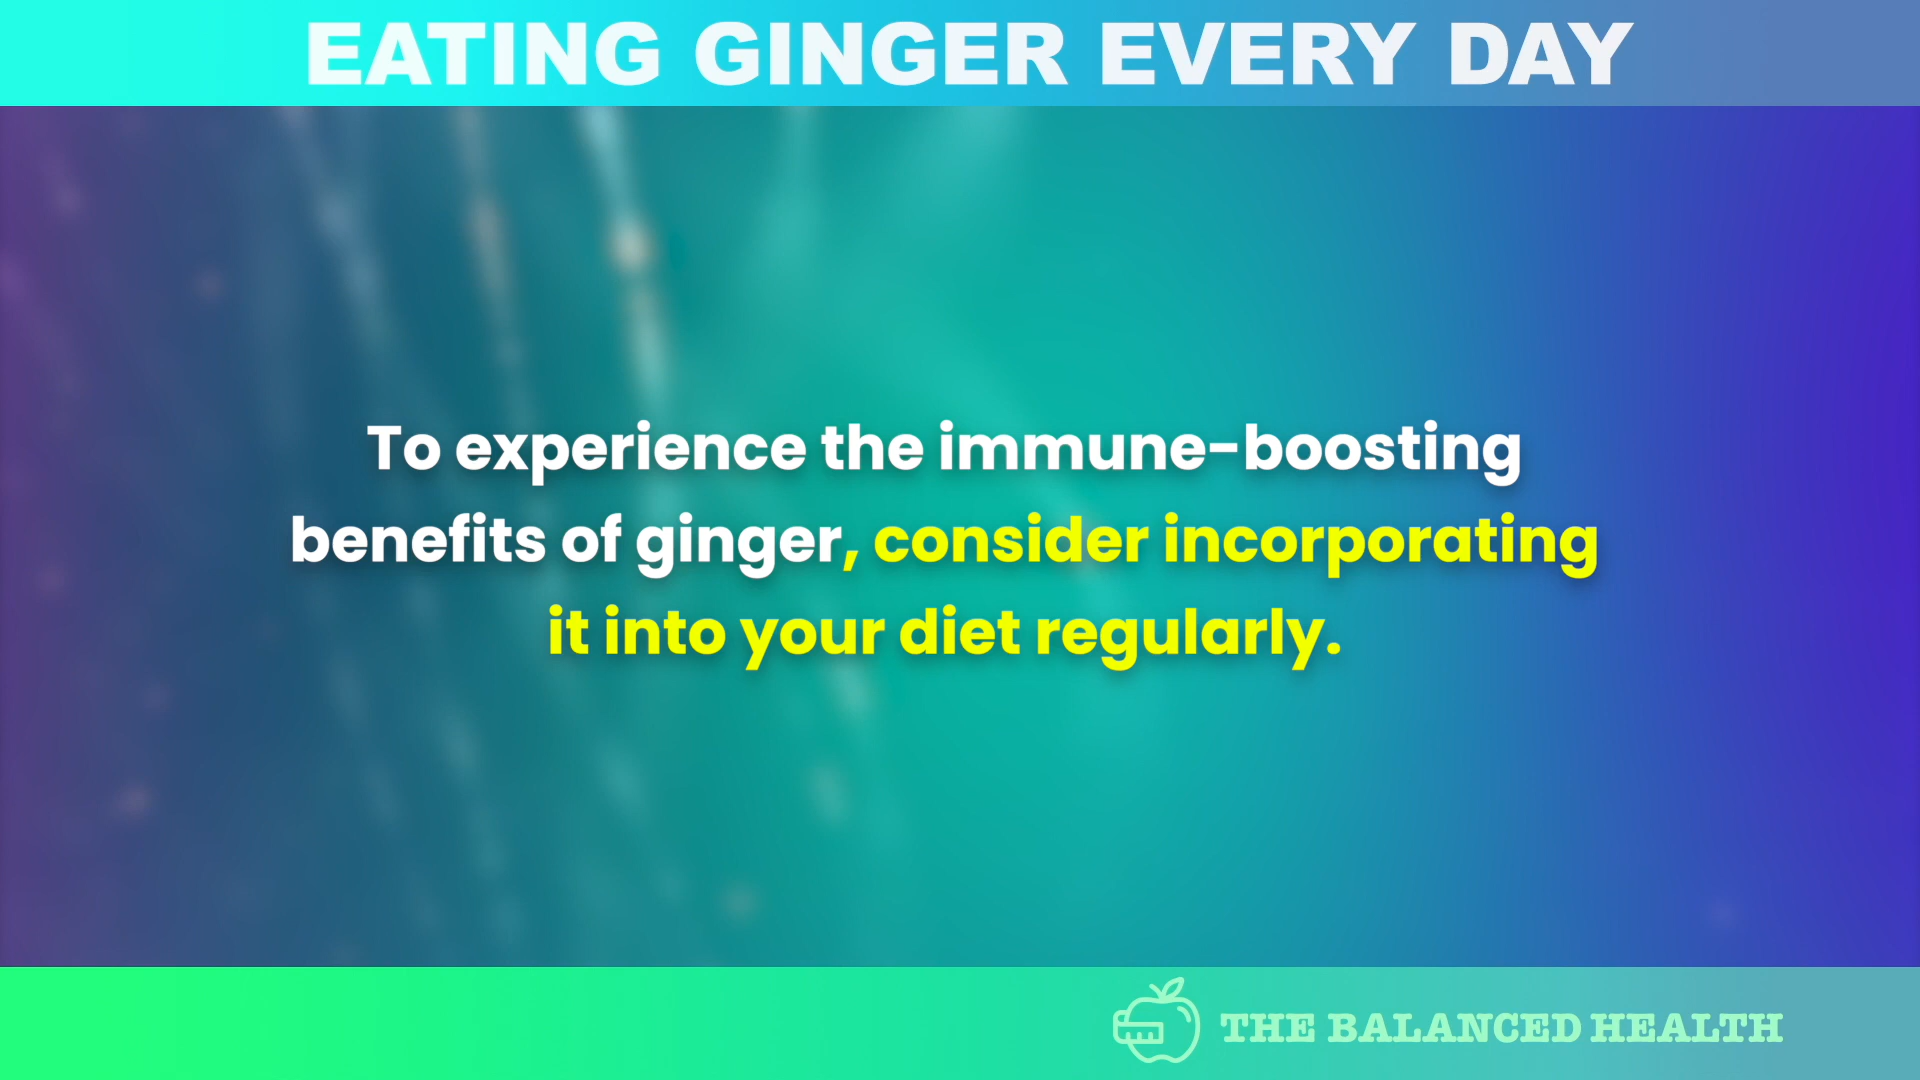 EATING GINGER EVERY DAY
To experience the immune-boosting
benefits of ginger, consider incorporating
it into your diet regularly.
THE BALANCED HEALTH